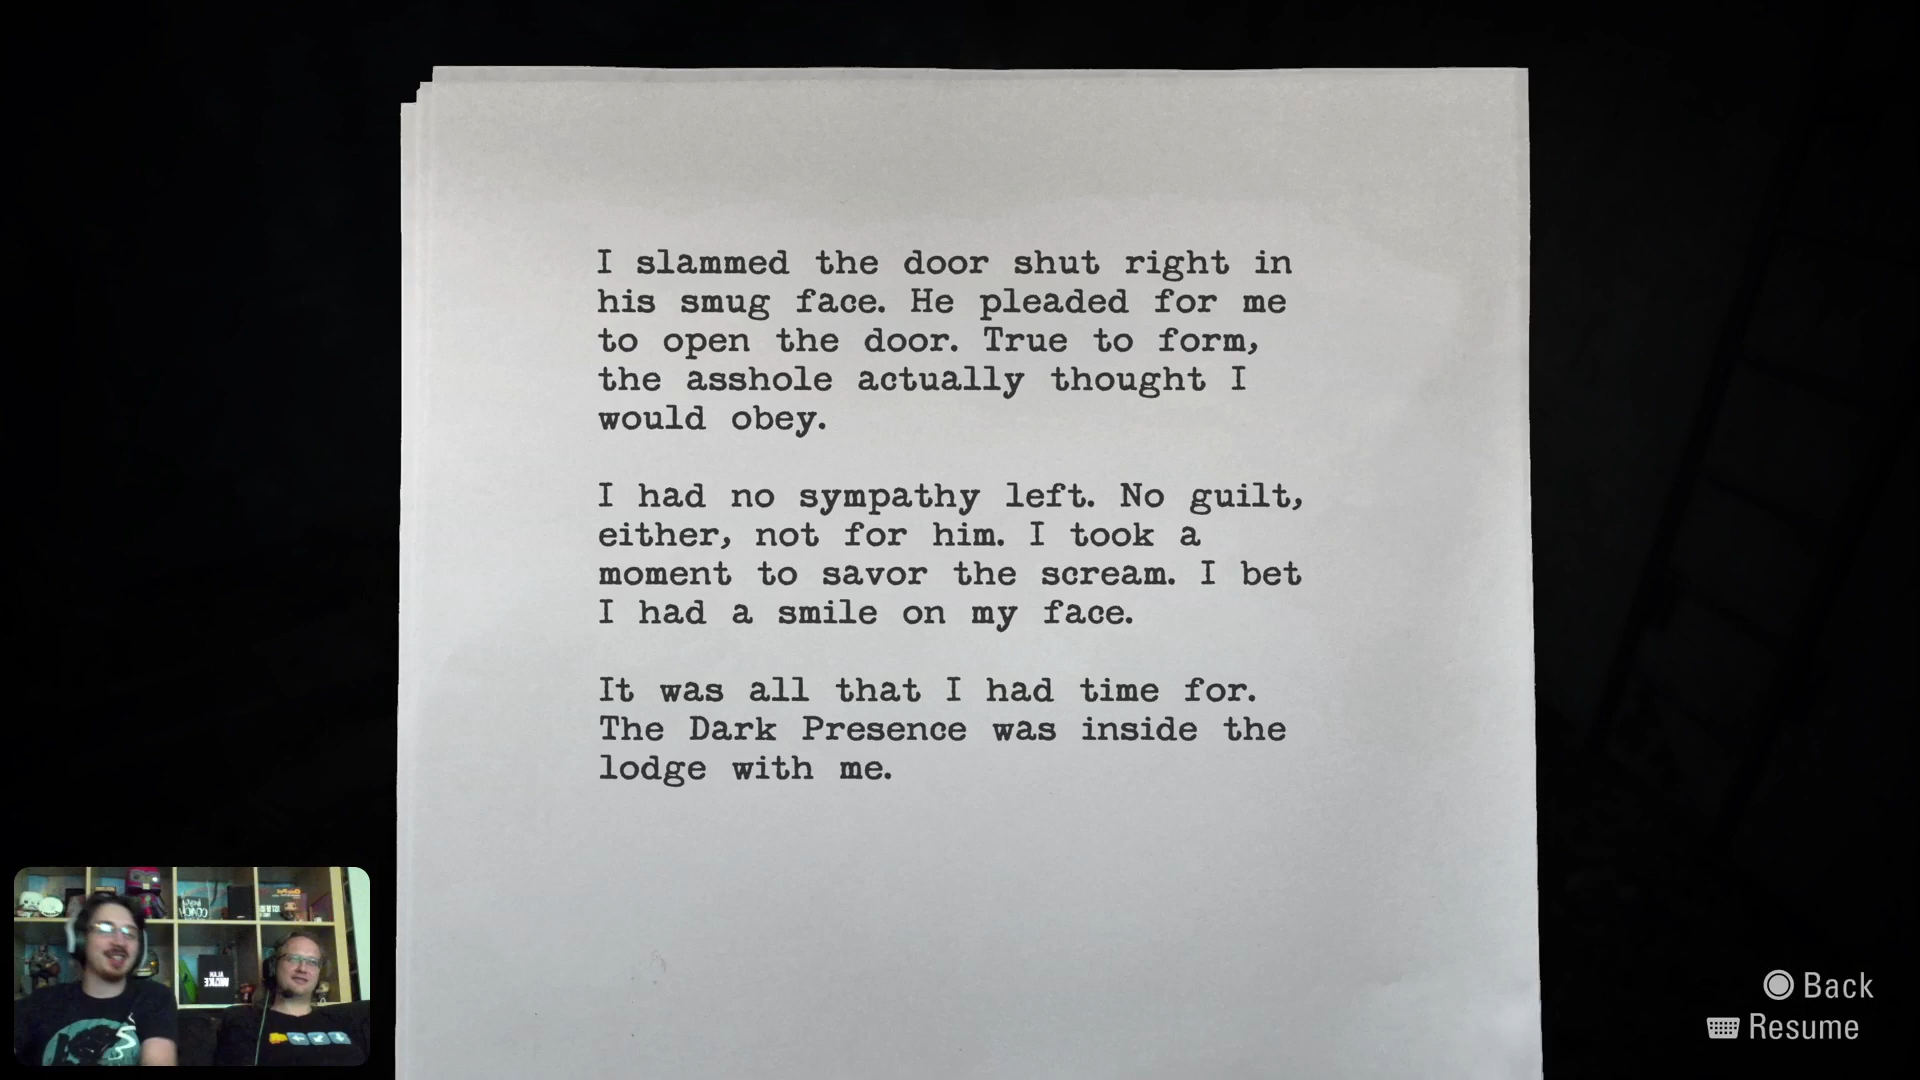 I slammed the door shut right in
his smug face. He pleaded for me
to open the door. True to form,
the asshole actually thought I
would obey.
I had no sympathy left. No guilt,
either, not for him. I took a
moment to savor the scream. I bet
I had a smile on my face.
It was all that I had time for.
The Dark Presence was inside the
lodge with me.
ALAN
WAKE
Back
Resume